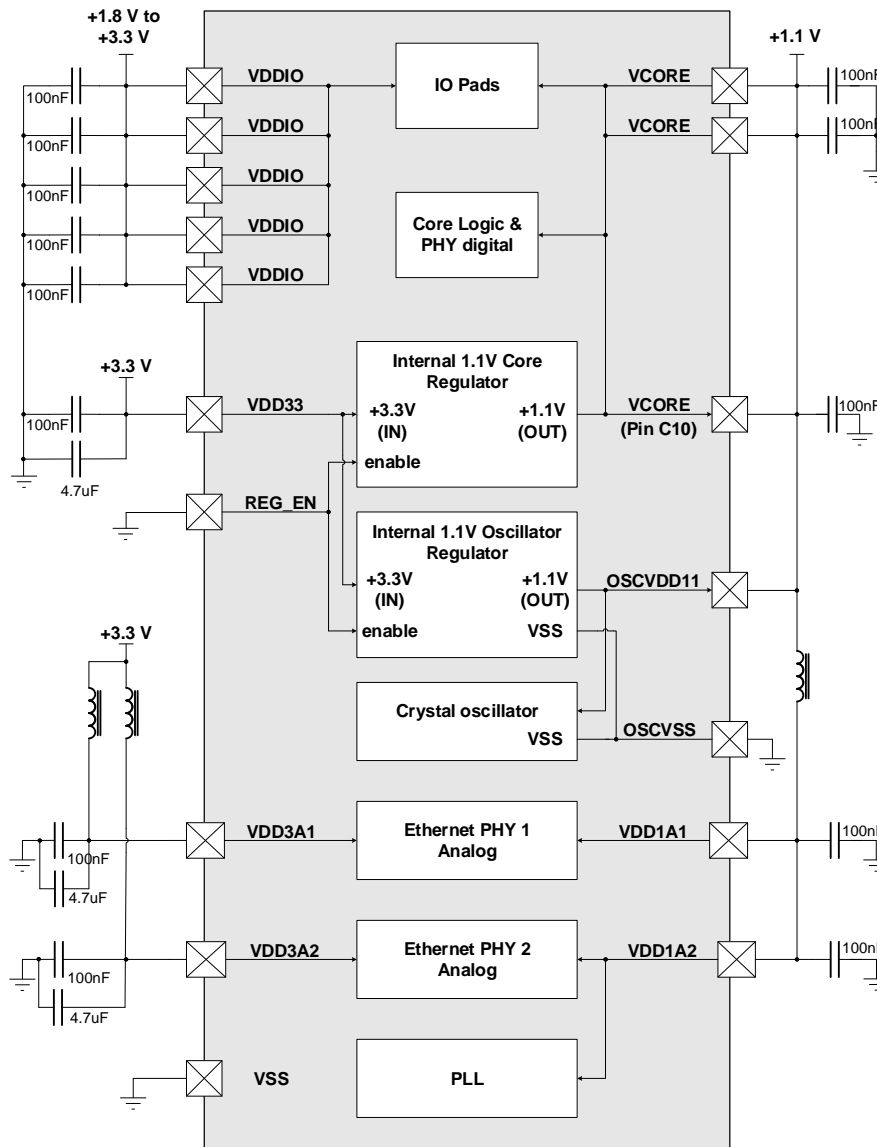 +1.8 V to
+3.3 V
+1.1 V
100nF
VDDIO
IO Pads
VCORE
100nF
100nF
VDDIO
VCORE
100nF
100nF
VDDIO
100nF
VDDIO
Core Logic &
PHY digital
100nF
VDDIO
+3.3 V
Internal 1.1V Core
Regulator
100nF
VDD33
+3.3V
(IN)
+1.1V
(OUT)
VCORE
(Pin C10)
100nF
4.7uF
enable
REG_EN
Internal 1.1V Oscillator
Regulator
+3.3V
(IN)
+1.1V
(OUT)
OSCVDD11
enable
VSS
+3.3 V
Crystal oscillator
VSS
OSCVSS
100nF
4.7uF
VDD3A1
Ethernet PHY 1
Analog
VDD1A1
100nF
100nF
4.7uF
VDD3A2
Ethernet PHY 2
Analog
VDD1A2
100nF
VSS
PLL